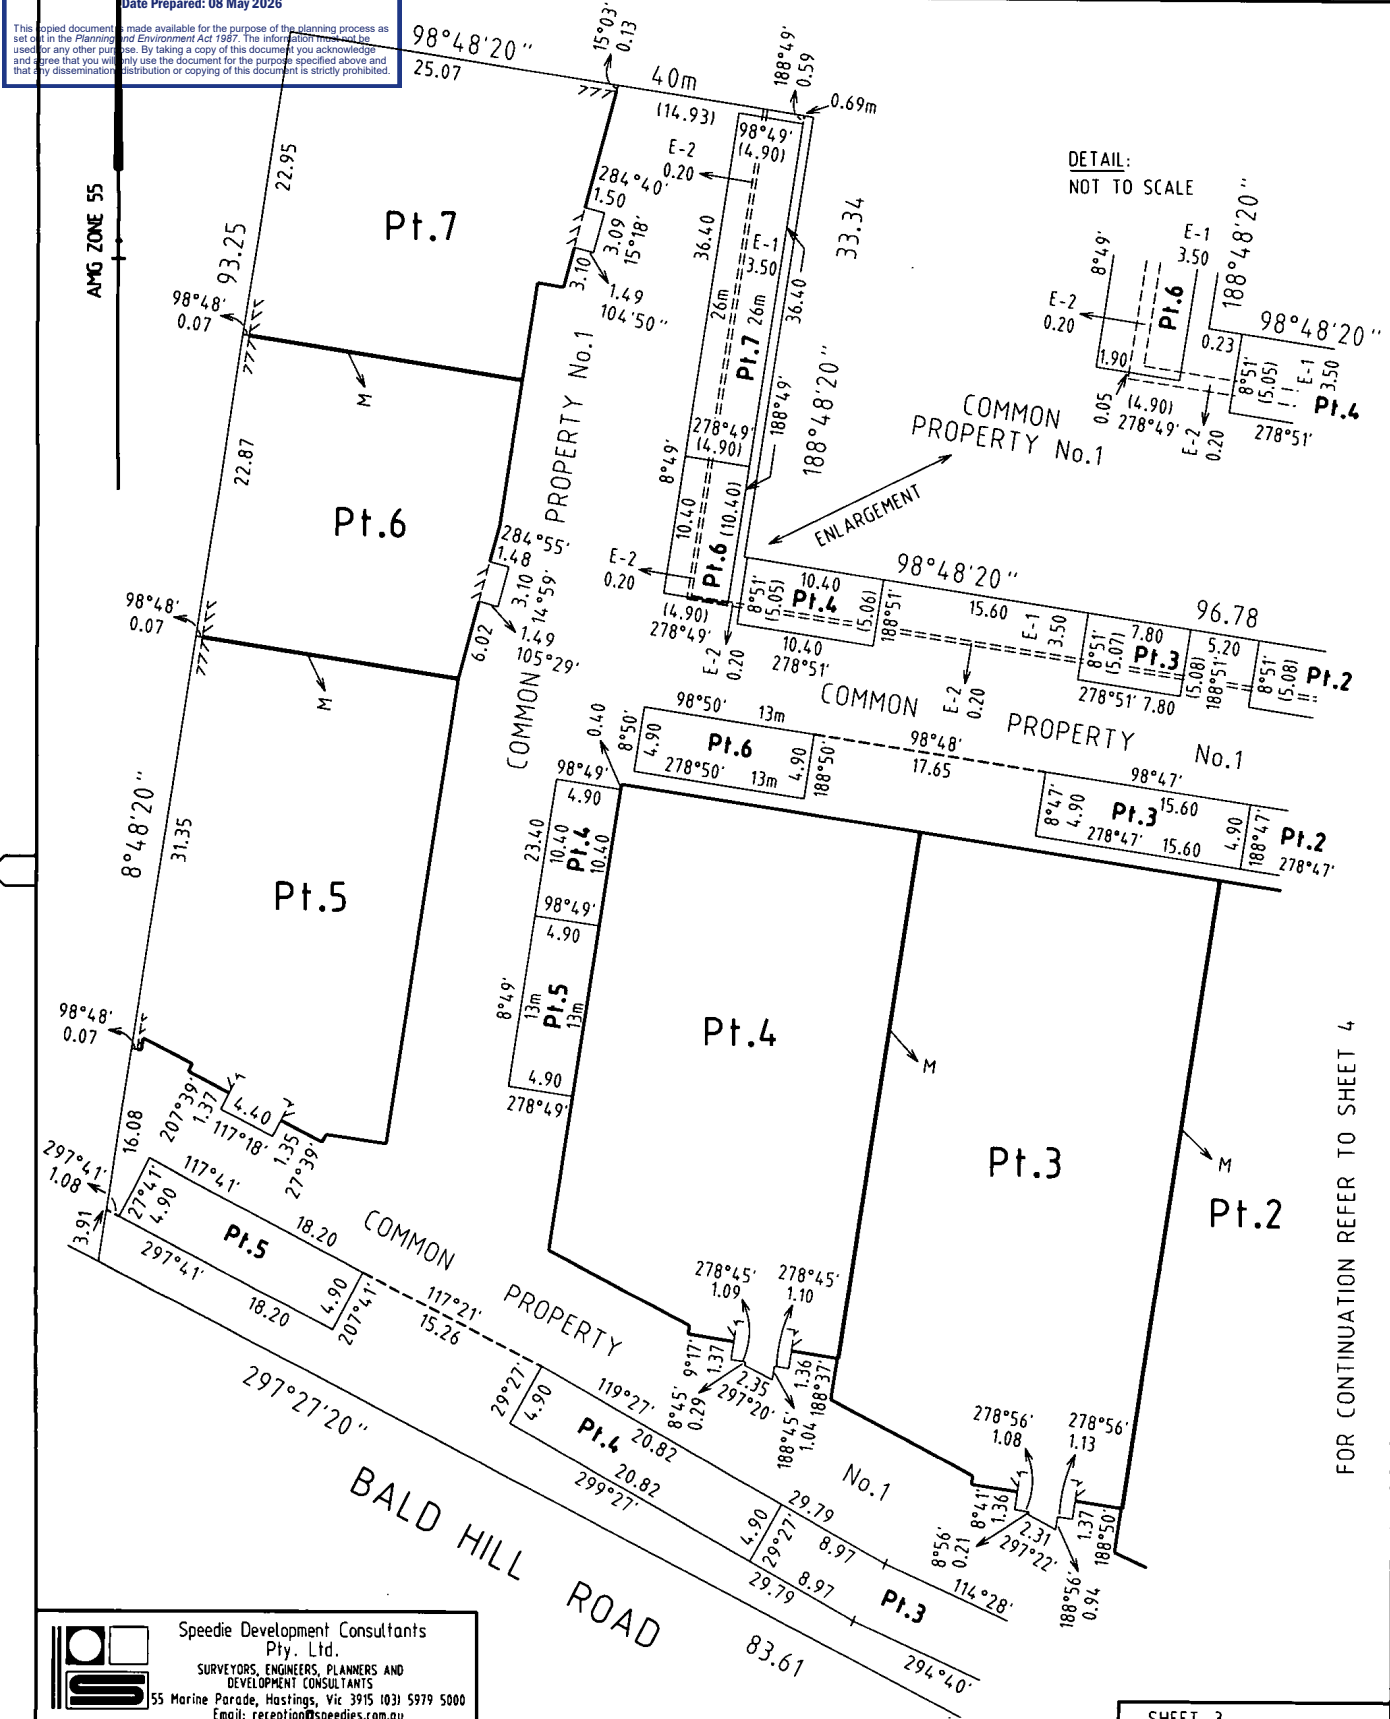 Date Prepared: 08 May 2026
This copied document is made available for the purpose of the planning process as
set out in the Planning and Environment Act 1987. The information must not be
used for any other purpose. By taking a copy of this document you acknowledge
and agree that you will only use the document for the purpose specified above and
that any dissemination, distribution or copying of this document is strictly prohibited.
98°48'20"
25.07
15°03'
0.13
40m
(14.93)
188°49'
0.59
0.69m
AMG ZONE 55
22.95
93.25
Pt.7
284°40'
1.50
3.09
15°18'
3.10
1.49
104'50"
98°48'
0.07
M
E-2
0.20
98°49'
(4.90)
36.40
E-1
3.50
26m
Pt.7
26m
36.40
33.34
188°49'
188°48'20"
278°49'
(4.90)
8°49'
10.40
Pt.6
(10.40)
DETAIL:
NOT TO SCALE
8°49'
E-1
3.50
188°48'20"
E-2
0.20
Pt.6
98°48'20"
0.23
1.90
8°51'
(5.05)
E-1
3.50
Pt.4
0.05
(4.90)
278°49'
E-2
0.20
278°51'
COMMON
PROPERTY No.1
ENLARGEMENT
22.87
Pt.6
COMMON PROPERTY No.1
284°55'
1.48
3.10
14°59'
6.02
1.49
105°29'
98°48'
0.07
M
E-2
0.20
(4.90)
278°49'
E-2
0.20
8°51'
(5.05)
10.40
Pt.4
(5.06)
188°51'
10.40
278°51'
98°48'20"
15.60
E-1
3.50
96.78
8°51'
(5.07)
7.80
Pt.3
(5.08)
188°51'
278°51' 7.80
5.20
8°51'
(5.08)
Pt.2
E-2
0.20
COMMON PROPERTY No.1
0.40
8°50'
4.90
98°50' 13m
Pt.6
278°50' 13m
4.90
188°50'
98°48'
17.65
98°47'
8°47'
4.90
Pt.3
15.60
278°47' 15.60
4.90
188°47'
Pt.2
278°47'
8°48'20"
31.35
Pt.5
98°49'
4.90
23.40
10.40
Pt.4
10.40
98°49'
4.90
8°49'
13m
Pt.5
13m
4.90
278°49'
Pt.4
M
Pt.3
M
Pt.2
98°48'
0.07
16.08
207°39'
1.37
4.40
117°18'
1.35
27°39'
297°41'
1.08
3.91
27°41'
4.90
117°41'
18.20
Pt.5
297°41'
18.20
4.90
207°41'
COMMON
PROPERTY
No.1
117°21'
15.26
278°45'
1.09
278°45'
1.10
9°17'
1.37
8°45'
0.29
2.35
297°20'
188°45'
1.04
1.36
188°37'
29°27'
4.90
119°27'
Pt.4
20.82
20.82
299°27'
4.90
29°27'
29.79
8.97
8.97
29.79
Pt.3
114°28'
294°40'
278°56'
1.08
278°56'
1.13
8°41'
1.36
8°56'
0.21
2.31
297°22'
188°56'
0.94
1.37
188°50'
297°27'20"
BALD HILL ROAD
83.61
FOR CONTINUATION REFER TO SHEET 4
Speedie Development Consultants
Pty. Ltd.
SURVEYORS, ENGINEERS, PLANNERS AND
DEVELOPMENT CONSULTANTS
55 Marine Parade, Hastings, Vic 3915 (03) 5979 5000
Email: reception@speedies.com.au
SHEET 3